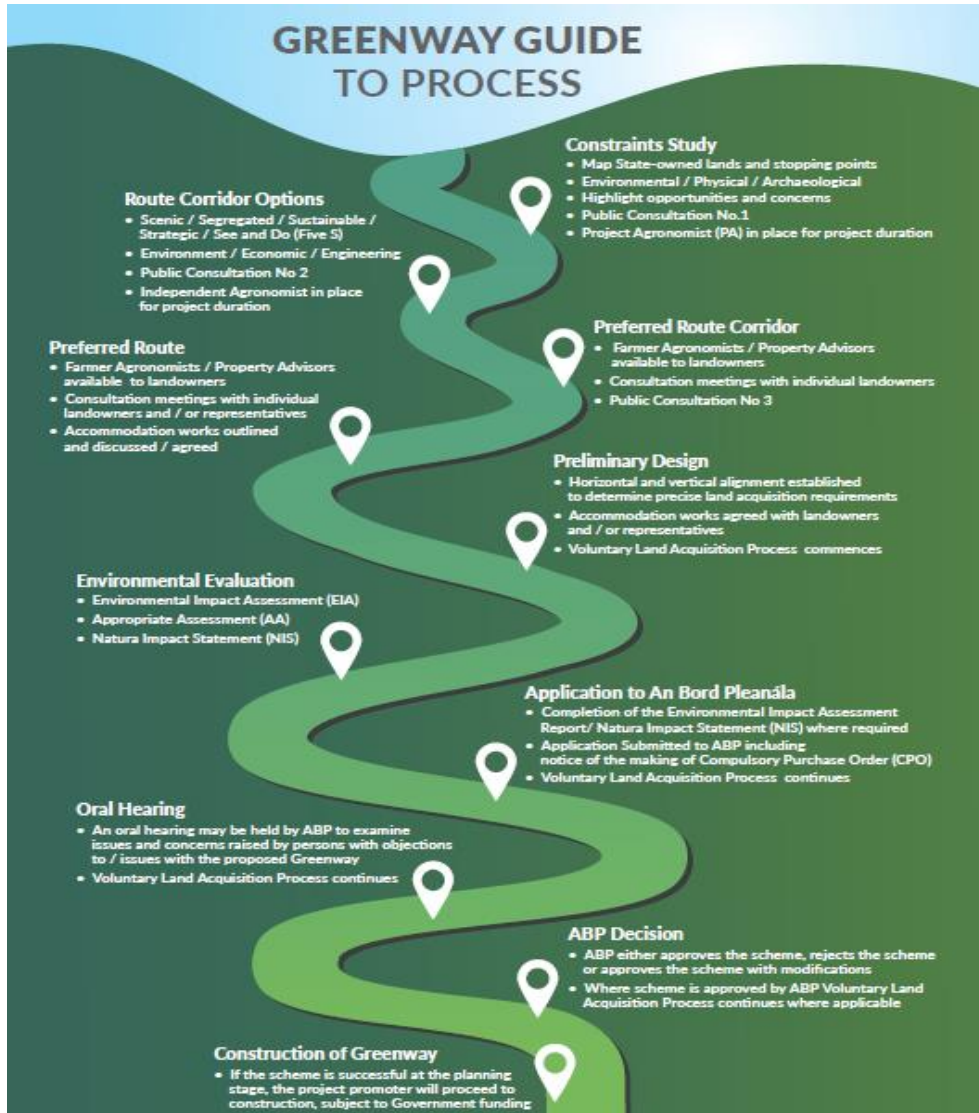 GREENWAY GUIDE
TO PROCESS
Constraints Study
• Map State-owned lands and stopping points
• Environmental / Physical / Archaeological
• Highlight opportunities and concerns
• Public Consultation No.1
• Project Agronomist (PA) in place for project duration
Route Corridor Options
• Scenic / Segregated / Sustainable /
Strategic / See and Do (Five S)
• Environment / Economic / Engineering
• Public Consultation No 2
• Independent Agronomist in place
for project duration
Preferred Route Corridor
• Farmer Agronomists / Property Advisors
available to landowners
• Consultation meetings with individual landowners
• Public Consultation No 3
Preferred Route
• Farmer Agronomists / Property Advisors
available to landowners
• Consultation meetings with individual
landowners and / or representatives
• Accommodation works outlined
and discussed / agreed
Preliminary Design
• Horizontal and vertical alignment established
to determine precise land acquisition requirements
• Accommodation works agreed with landowners
and / or representatives
• Voluntary Land Acquisition Process commences
Environmental Evaluation
• Environmental Impact Assessment (EIA)
• Appropriate Assessment (AA)
• Natura Impact Statement (NIS)
Application to An Bord Pleanála
• Completion of the Environmental Impact Assessment
Report/ Natura Impact Statement (NIS) where required
• Application Submitted to ABP including
notice of the making of Compulsory Purchase Order (CPO)
• Voluntary Land Acquisition Process continues
Oral Hearing
• An oral hearing may be held by ABP to examine
issues and concerns raised by persons with objections
to / issues with the proposed Greenway
• Voluntary Land Acquisition Process continues
ABP Decision
• ABP either approves the scheme, rejects the scheme
or approves the scheme with modifications
• Where scheme is approved by ABP Voluntary Land
Acquisition Process continues where applicable
Construction of Greenway
• If the scheme is successful at the planning
stage, the project promoter will proceed to
construction, subject to Government funding